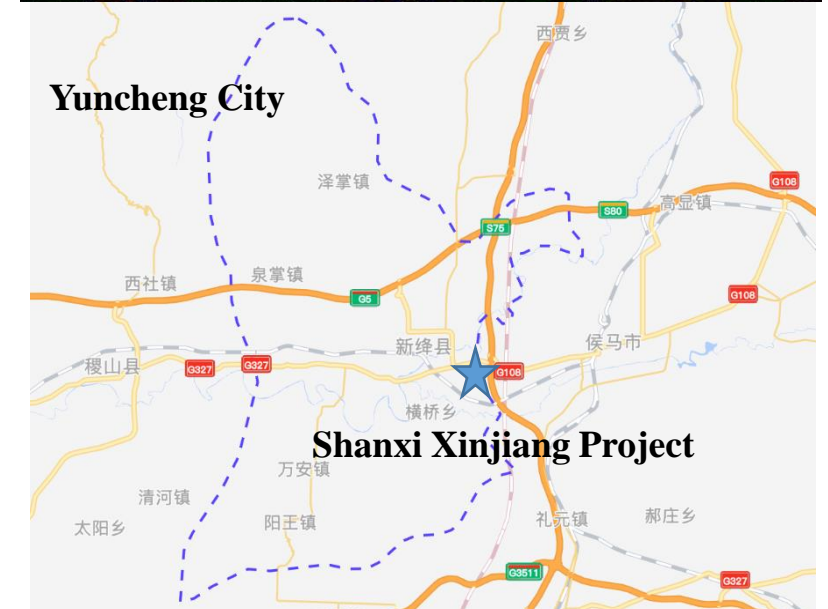 西贾乡
Yuncheng City
泽掌镇
G108
高显镇
S80
S75
西社镇
泉掌镇
G5
G108
新绛县
侯马市
稷山县
G327
G327
G108
横桥乡
Shanxi Xinjiang Project
万安镇
清河镇
太阳乡
阳王镇
礼元镇
郝庄乡
G3511
G327